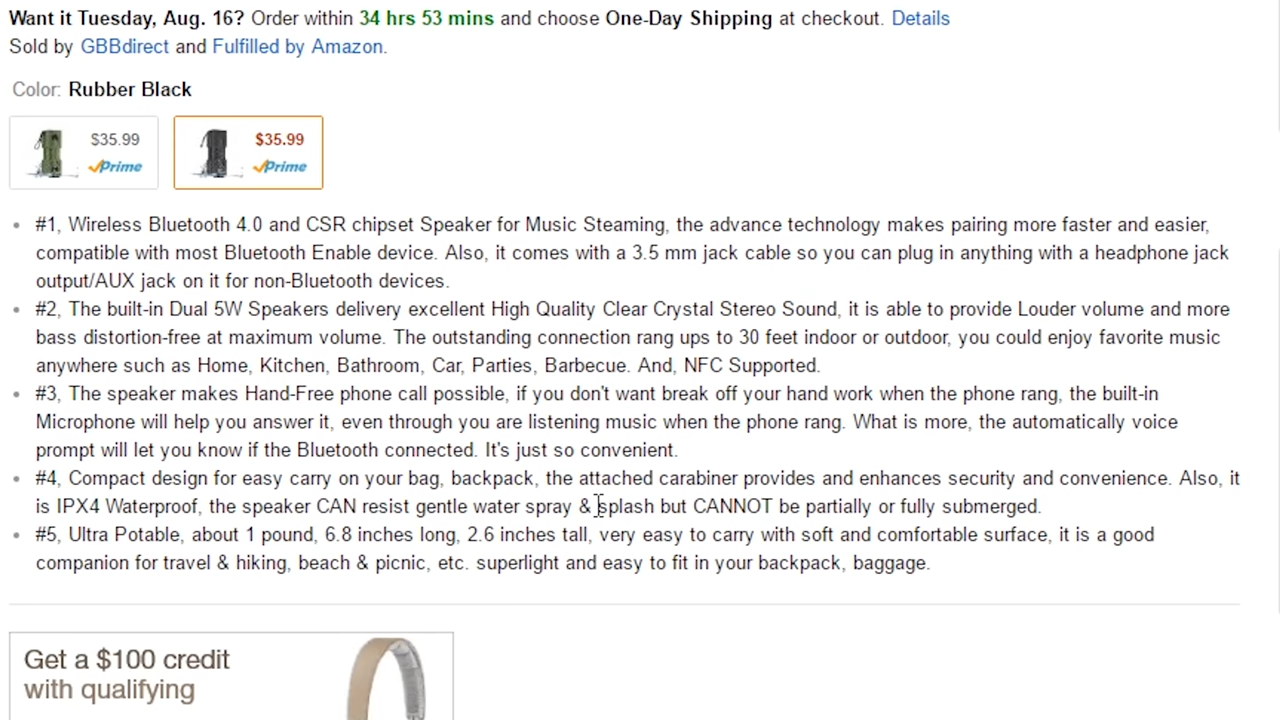 Want it Tuesday, Aug. 16? Order within 34 hrs 53 mins and choose One-Day Shipping at checkout. Details
Sold by GBBdirect and Fulfilled by Amazon.
Color: Rubber Black
$35.99 $35.99
Prime Prime
#1, Wireless Bluetooth 4.0 and CSR chipset Speaker for Music Steaming, the advance technology makes pairing more faster and easier,
compatible with most Bluetooth Enable device. Also, it comes with a 3.5 mm jack cable so you can plug in anything with a headphone jack
output/AUX jack on it for non-Bluetooth devices.
#2, The built-in Dual 5W Speakers delivery excellent High Quality Clear Crystal Stereo Sound, it is able to provide Louder volume and more
bass distortion-free at maximum volume. The outstanding connection rang ups to 30 feet indoor or outdoor, you could enjoy favorite music
anywhere such as Home, Kitchen, Bathroom, Car, Parties, Barbecue. And, NFC Supported.
#3, The speaker makes Hand-Free phone call possible, if you don't want break off your hand work when the phone rang, the built-in
Microphone will help you answer it, even through you are listening music when the phone rang. What is more, the automatically voice
prompt will let you know if the Bluetooth connected. It's just so convenient.
#4, Compact design for easy carry on your bag, backpack, the attached carabiner provides and enhances security and convenience. Also, it
is IPX4 Waterproof, the speaker CAN resist gentle water spray & splash but CANNOT be partially or fully submerged.
#5, Ultra Potable, about 1 pound, 6.8 inches long, 2.6 inches tall, very easy to carry with soft and comfortable surface, it is a good
companion for travel & hiking, beach & picnic, etc. superlight and easy to fit in your backpack, baggage.
Get a $100 credit
with qualifying